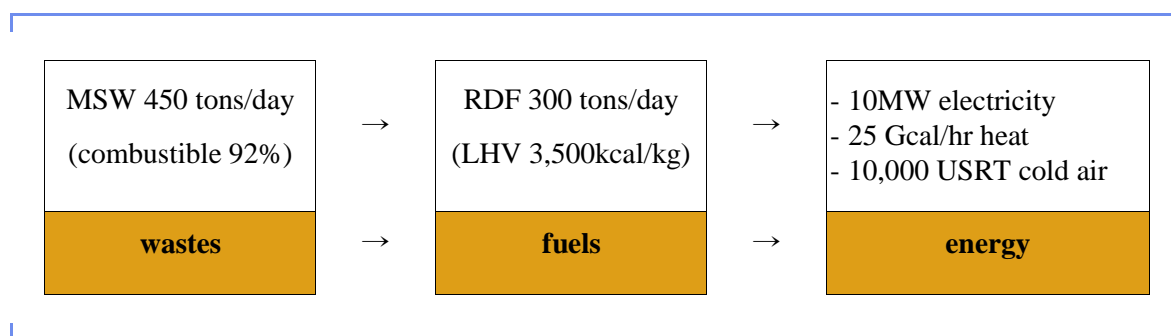 MSW 450 tons/day
(combustible 92%)
→
RDF 300 tons/day
(LHV 3,500kcal/kg)
→
- 10MW electricity
- 25 Gcal/hr heat
- 10,000 USRT cold air
wastes
→
fuels
→
energy